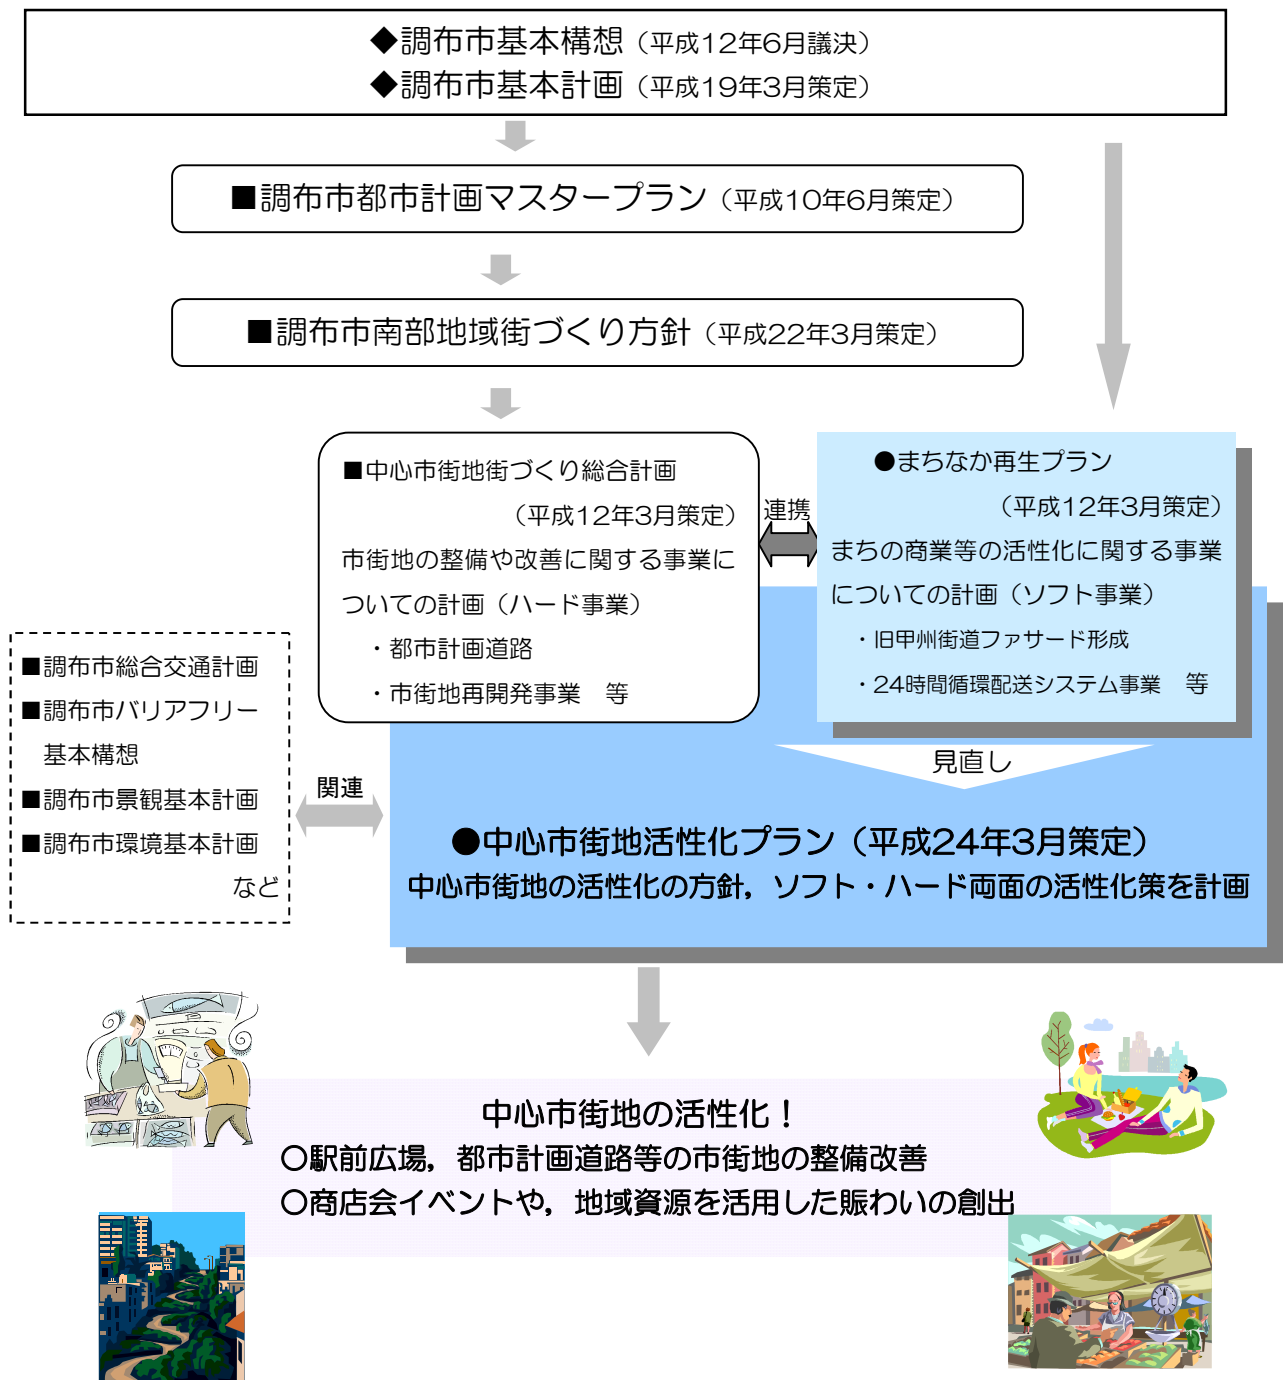 ◆調布市基本構想（平成12年6月議決）
◆調布市基本計画（平成19年3月策定）
■調布市都市計画マスタープラン（平成10年6月策定）
■調布市南部地域街づくり方針（平成22年3月策定）
■中心市街地街づくり総合計画
（平成12年3月策定）
市街地の整備や改善に関する事業に
ついての計画（ハード事業）
・都市計画道路
・市街地再開発事業　等
連携
●まちなか再生プラン
（平成12年3月策定）
まちの商業等の活性化に関する事業
についての計画（ソフト事業）
・旧甲州街道ファサード形成
・24時間循環配送システム事業　等
■調布市総合交通計画
■調布市バリアフリー
基本構想
■調布市景観基本計画
■調布市環境基本計画
など
関連
見直し
●中心市街地活性化プラン（平成24年3月策定）
中心市街地の活性化の方針，ソフト・ハード両面の活性化策を計画
中心市街地の活性化！
○駅前広場，都市計画道路等の市街地の整備改善
○商店会イベントや，地域資源を活用した賑わいの創出